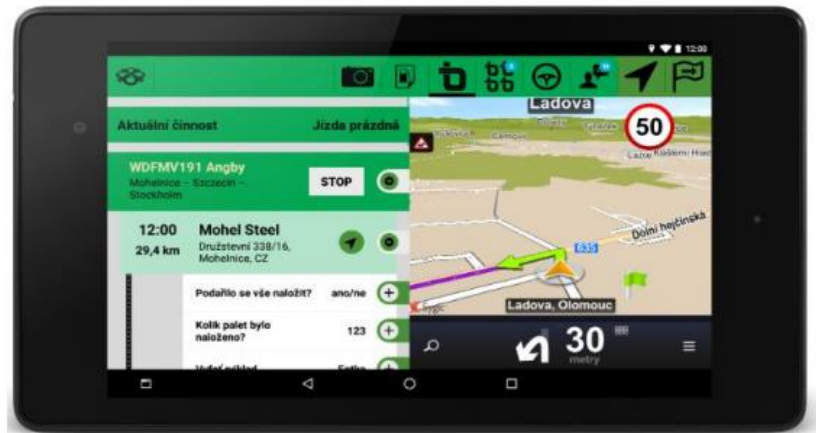 12:00
Aktuální činnost
Jízda prázdná
WDFMV191 Angby
Mohelnice – Szczecin –
Stockholm
STOP
12:00
29,4 km
Mohel Steel
Družstevní 338/16,
Mohelnice, CZ
Podařilo se vše naložit?
ano/ne
Kolik palet bylo
naloženo?
123
Ladova
50
Dolní hejčínská
635
Ladova, Olomouc
30
metry